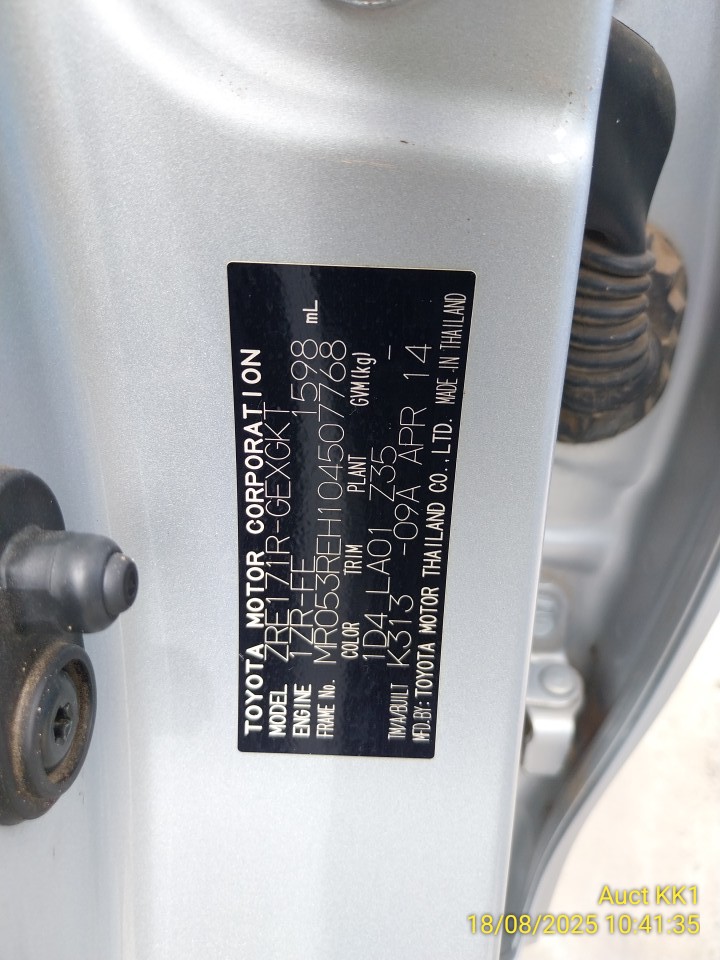 TOYOTA MOTOR CORPORATION
MODEL ZRE171R-GEXGKT
ENGINE 1ZR-FE 1598 mL
FRAME No. MR053REH104507768
COLOR TRIM PLANT GVM(kg)
1D4 LA01 Z35 -
TM/A/BUILT K313 -09A APR 14
MFD.BY: TOYOTA MOTOR THAILAND CO.,LTD. MADE IN THAILAND
Auct KK1
18/08/2025 10:41:35